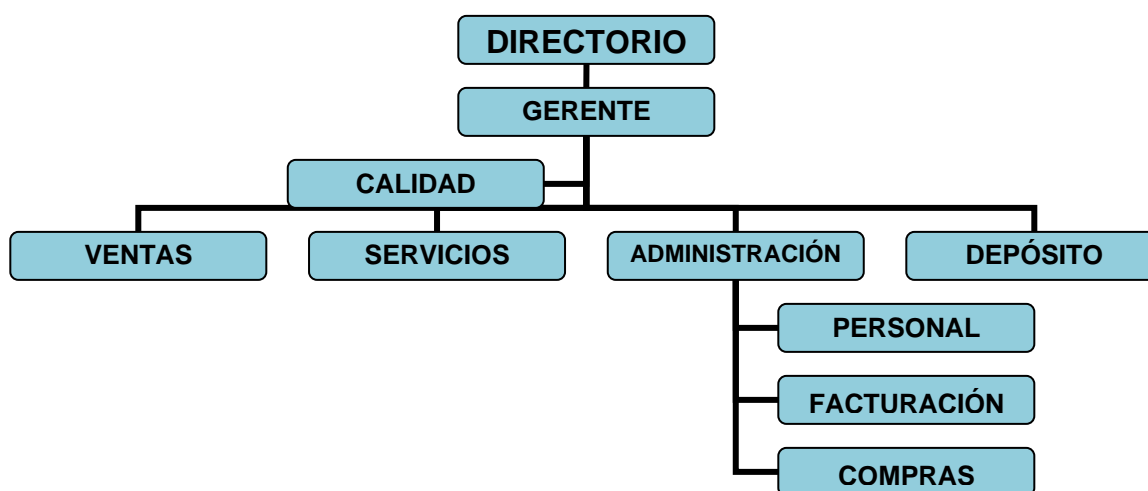 DIRECTORIO
GERENTE
CALIDAD
VENTAS
SERVICIOS
ADMINISTRACIÓN
DEPÓSITO
PERSONAL
FACTURACIÓN
COMPRAS